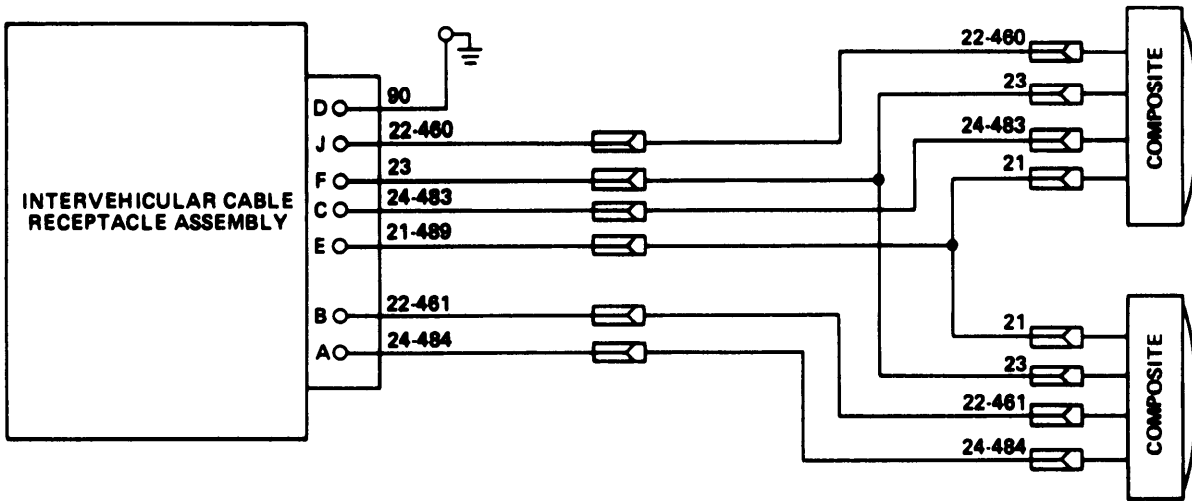 INTERVEHICULAR CABLE
RECEPTACLE ASSEMBLY
D
90
J
22-460
F
23
C
24-483
E
21-489
B
22-461
A
24-484
22-460
23
24-483
21
COMPOSITE
21
23
22-461
24-484
COMPOSITE